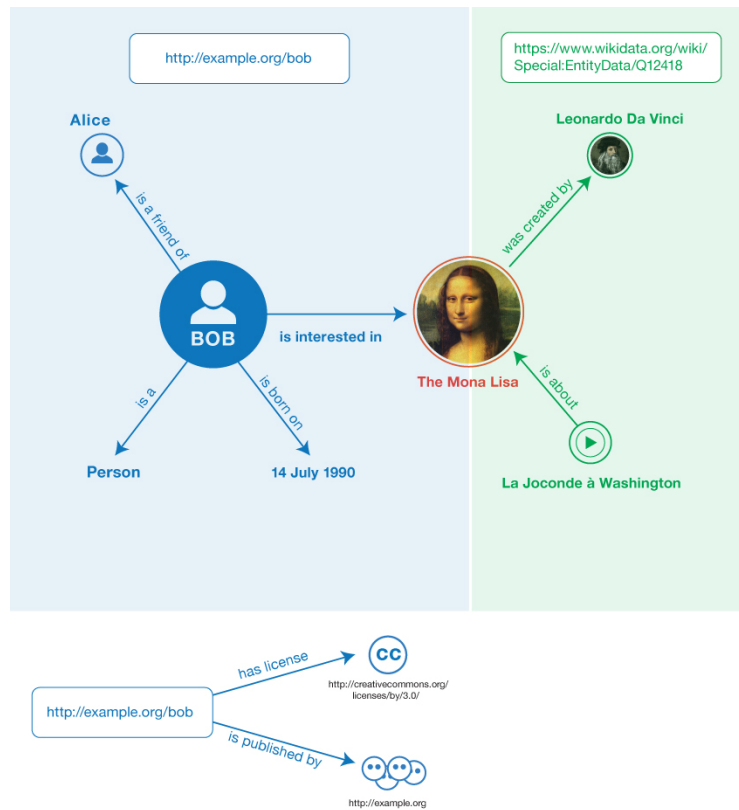 http://example.org/bob
https://www.wikidata.org/wiki/
Special:EntityData/Q12418
Alice
Leonardo Da Vinci
is a friend of
was created by
BOB
is interested in
The Mona Lisa
is a
is born on
is about
Person
14 July 1990
La Joconde à Washington
has license
cc
http://creativecommons.org/
licenses/by/3.0/
http://example.org/bob
is published by
http://example.org